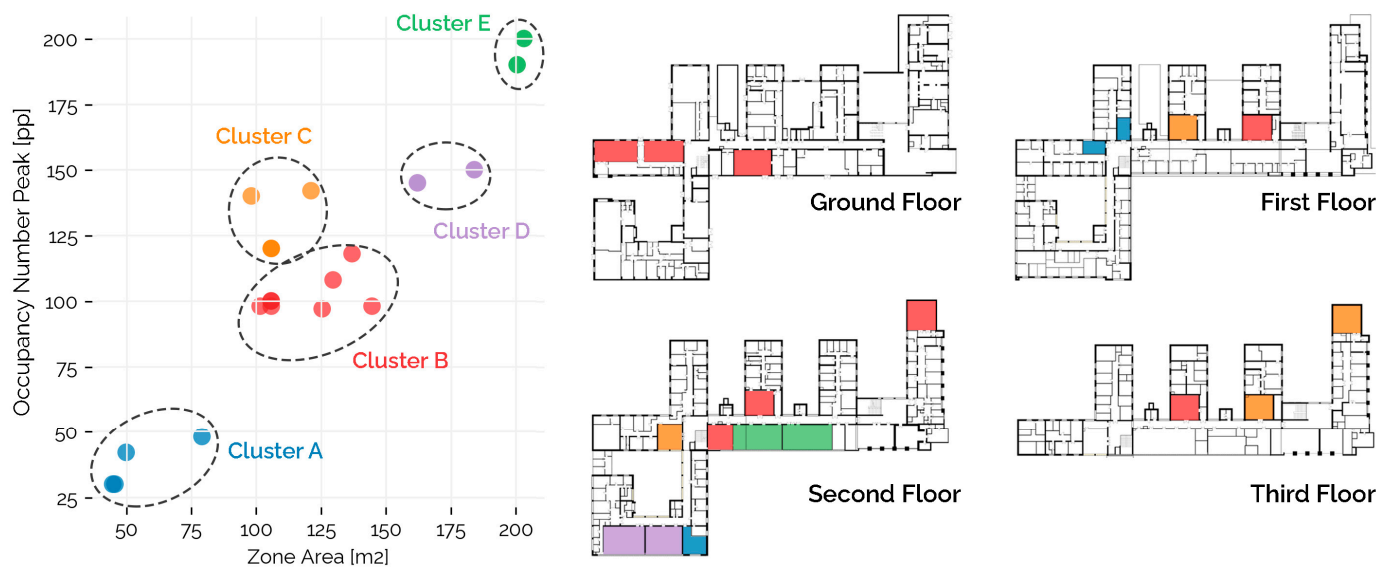 Cluster E
200
175
Cluster C
150
Cluster D
125
100
Cluster B
75
50
Cluster A
25
50 75 100 125 150 175 200
Zone Area [m2]
Occupancy Number Peak [pp]
Ground Floor
First Floor
Second Floor
Third Floor